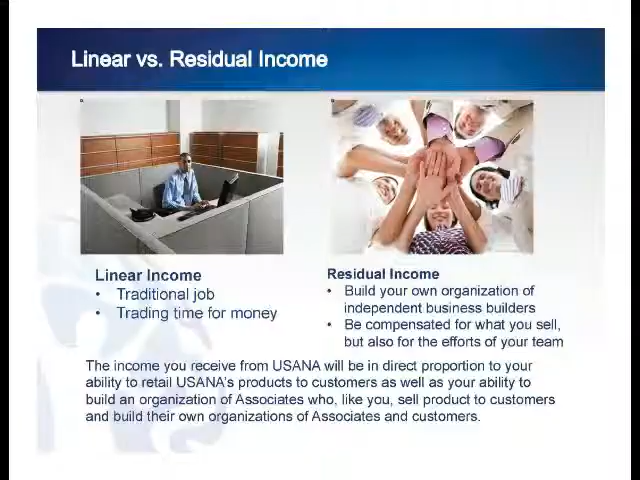 Linear vs. Residual Income
Linear Income
• Traditional job
• Trading time for money
Residual Income
• Build your own organization of
independent business builders
• Be compensated for what you sell,
but also for the efforts of your team
The income you receive from USANA will be in direct proportion to your
ability to retail USANA's products to customers as well as your ability to
build an organization of Associates who, like you, sell product to customers
and build their own organizations of Associates and customers.